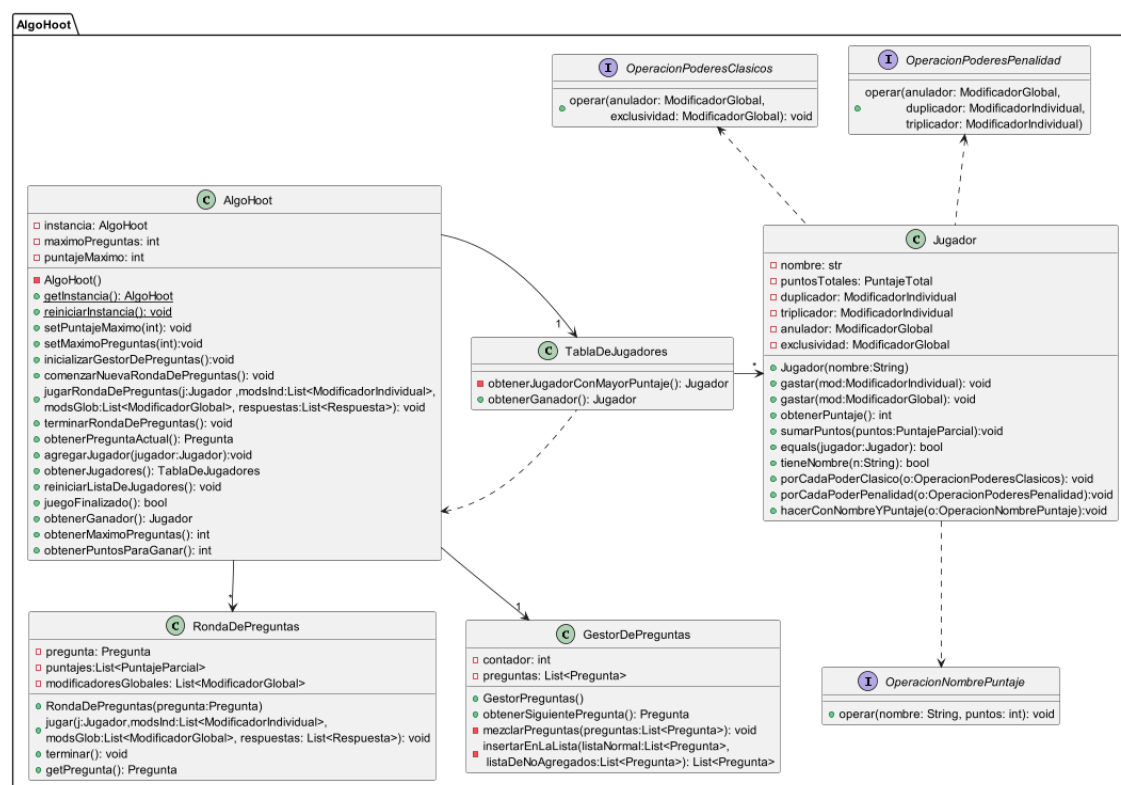 AlgoHoot
I OperacionPoderesClasicos
operar(anulador: ModificadorGlobal,
exclusividad: ModificadorGlobal): void
I OperacionPoderesPenalidad
operar(anulador: ModificadorGlobal,
duplicador: ModificadorIndividual,
triplicador: ModificadorIndividual)
C AlgoHoot
instancia: AlgoHoot
maximoPreguntas: int
puntajeMaximo: int
AlgoHoot()
getInstancia(): AlgoHoot
reiniciarInstancia(): void
setPuntajeMaximo(int): void
setMaximoPreguntas(int):void
inicializarGestorDePreguntas():void
comenzarNuevaRondaDePreguntas(): void
jugarRondaDePreguntas(j:Jugador ,modsInd:List<ModificadorIndividual>,
modsGlob:List<ModificadorGlobal>, respuestas:List<Respuesta>): void
terminarRondaDePreguntas(): void
obtenerPreguntaActual(): Pregunta
agregarJugador(jugador:Jugador):void
obtenerJugadores(): TablaDeJugadores
reiniciarListaDeJugadores(): void
juegoFinalizado(): bool
obtenerGanador(): Jugador
obtenerMaximoPreguntas(): int
obtenerPuntosParaGanar(): int
1
C TablaDeJugadores
obtenerJugadorConMayorPuntaje(): Jugador
obtenerGanador(): Jugador
*
C Jugador
nombre: str
puntosTotales: PuntajeTotal
duplicador: ModificadorIndividual
triplicador: ModificadorIndividual
anulador: ModificadorGlobal
exclusividad: ModificadorGlobal
Jugador(nombre:String)
gastar(mod:ModificadorIndividual): void
gastar(mod:ModificadorGlobal): void
obtenerPuntaje(): int
sumarPuntos(puntos:PuntajeParcial):void
equals(jugador:Jugador): bool
tieneNombre(n:String): bool
porCadaPoderClasico(o:OperacionPoderesClasicos): void
porCadaPoderPenalidad(o:OperacionPoderesPenalidad):void
hacerConNombreYPuntaje(o:OperacionNombrePuntaje):void
*
C RondaDePreguntas
pregunta: Pregunta
puntajes:List<PuntajeParcial>
modificadoresGlobales: List<ModificadorGlobal>
RondaDePreguntas(pregunta:Pregunta)
jugar(j:Jugador,modsInd:List<ModificadorIndividual>,
modsGlob:List<ModificadorGlobal>, respuestas: List<Respuesta>): void
terminar(): void
getPregunta(): Pregunta
1
C GestorDePreguntas
contador: int
preguntas: List<Pregunta>
GestorPreguntas()
obtenerSiguientePregunta(): Pregunta
mezclarPreguntas(preguntas:List<Pregunta>): void
insertarEnLaLista(listaNormal:List<Pregunta>,
listaDeNoAgregados:List<Pregunta>): List<Pregunta>
I OperacionNombrePuntaje
operar(nombre: String, puntos: int): void